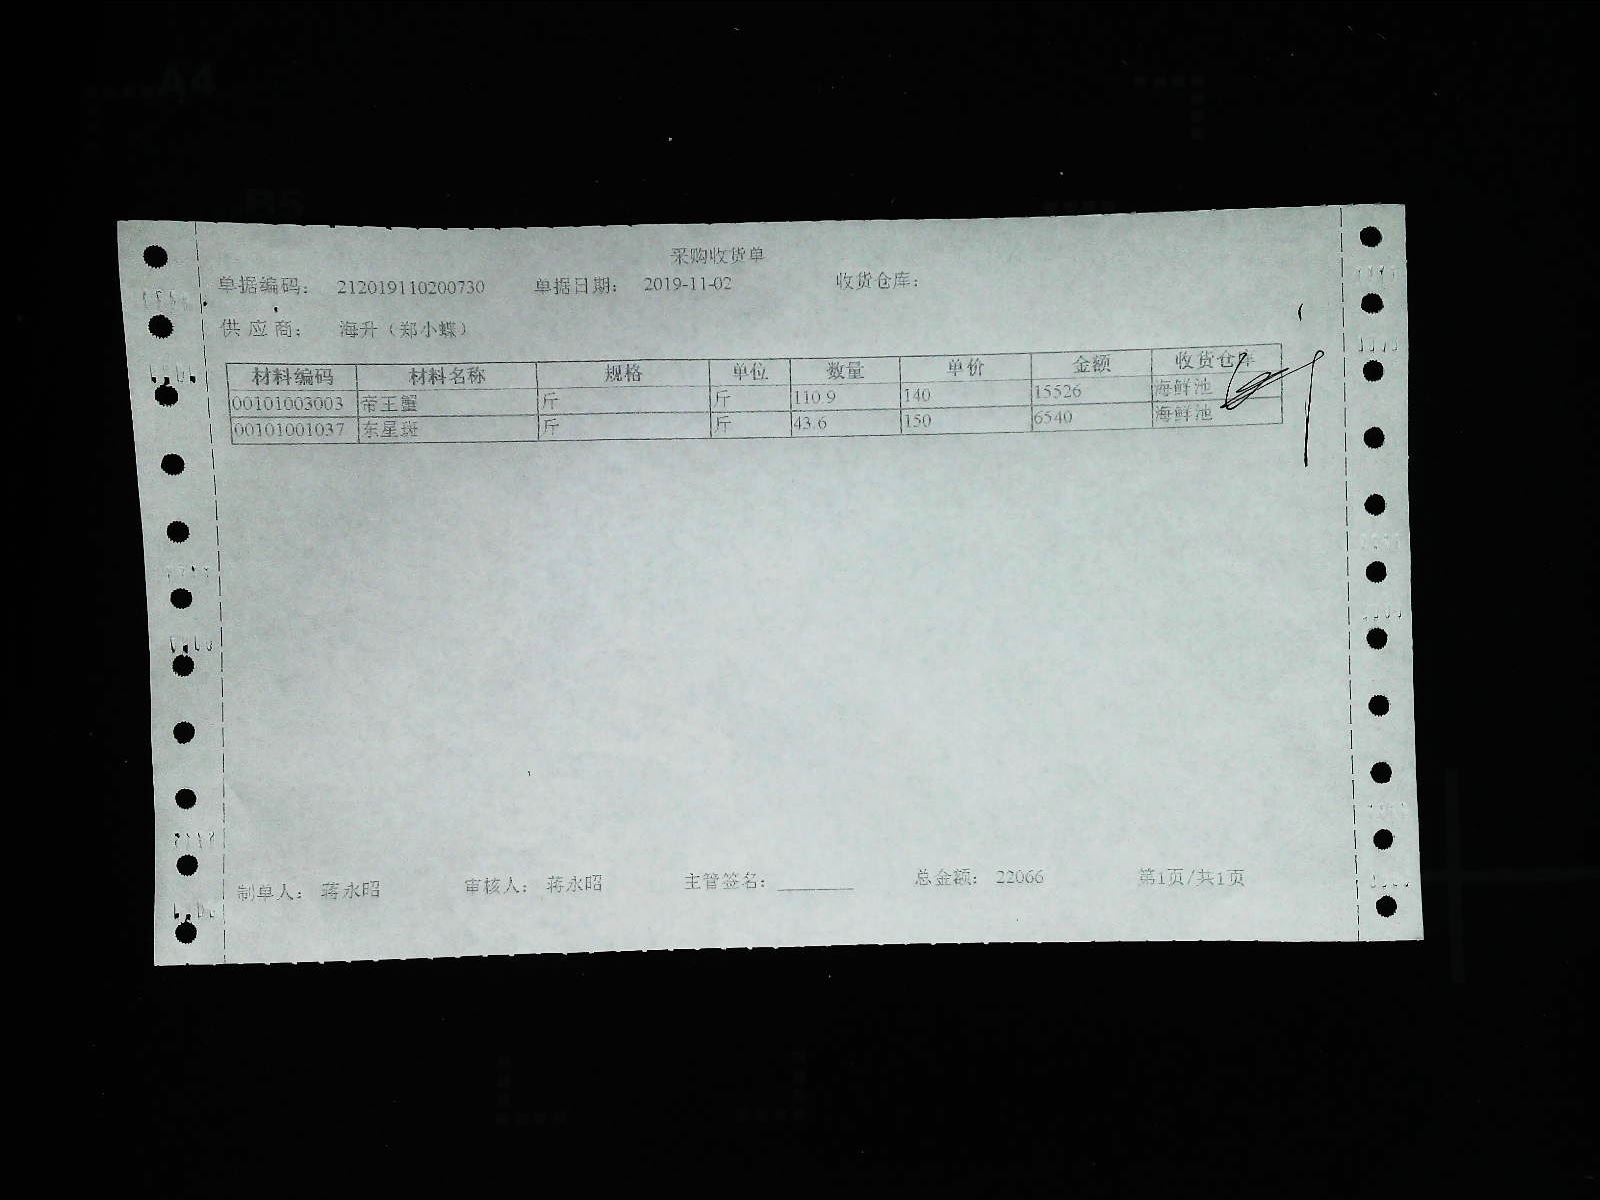 采购收货单
单据编码: 212019110200730 单据日期: 2019-11-02 收货仓库:
供应商: 海升（郑小蝶）
材料编码 材料名称 规格 单位 数量 单价 金额 收货仓库
00101003003 帝王蟹 斤 斤 110.9 140 15526 海鲜池
00101001037 东星斑 斤 斤 43.6 150 6540 海鲜池
制单人: 蒋永昭 审核人: 蒋永昭 主管签名: ________ 总金额: 22066 第1页/共1页